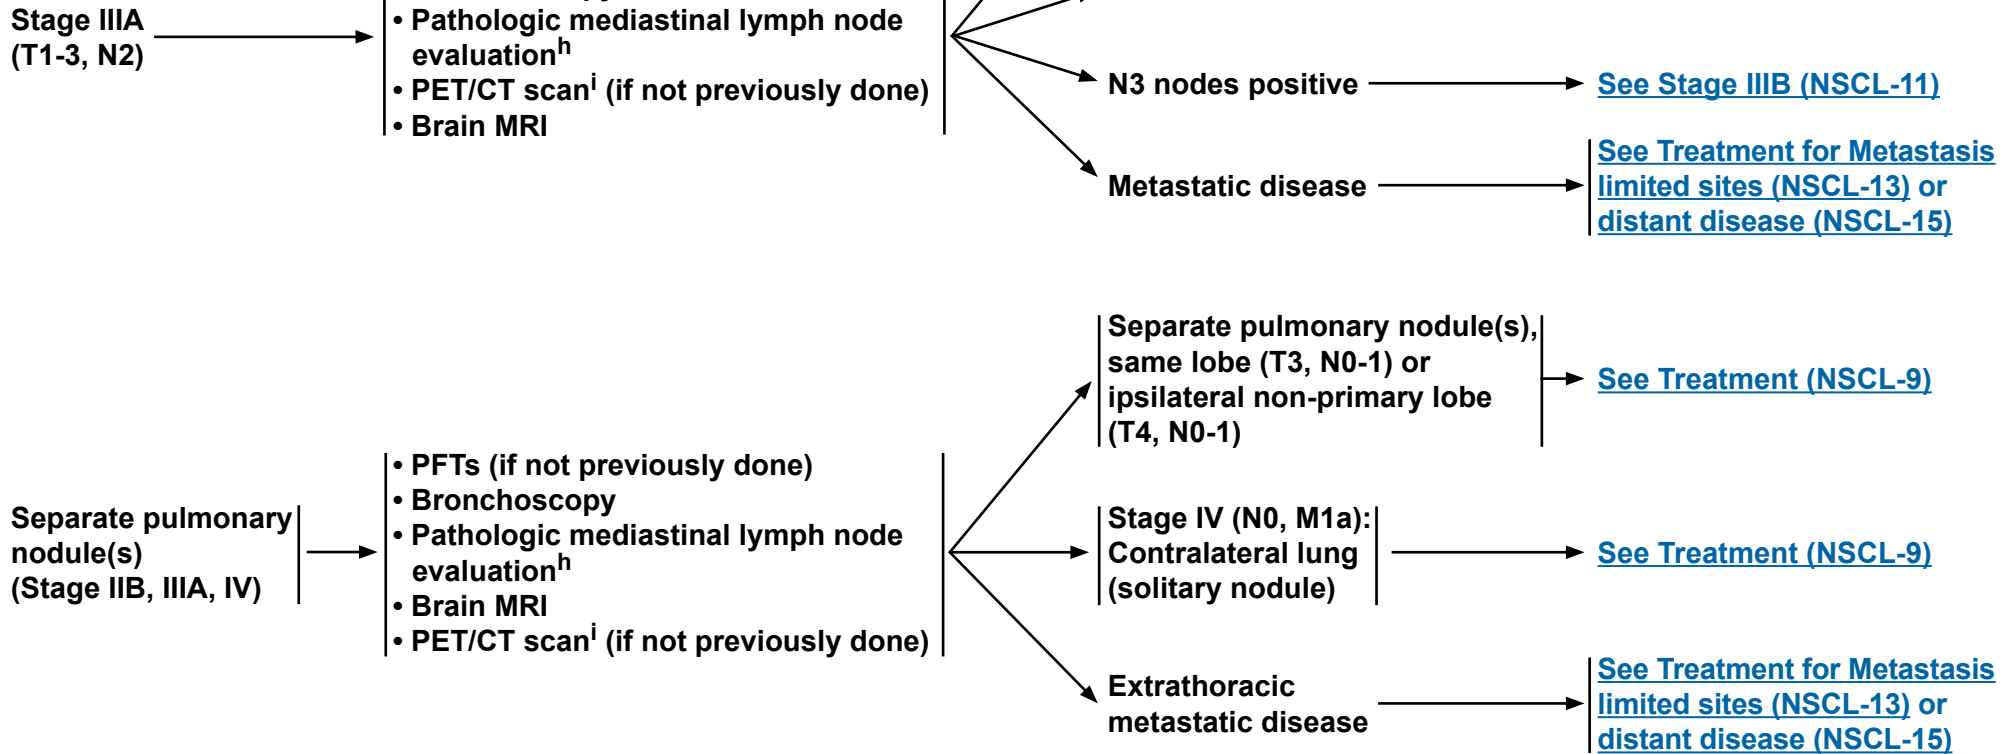 Stage IIIA
(T1-3, N2)
• Pathologic mediastinal lymph node
evaluationh
• PET/CT scani (if not previously done)
• Brain MRI
N3 nodes positive
See Stage IIIB (NSCL-11)
Metastatic disease
See Treatment for Metastasis
limited sites (NSCL-13) or
distant disease (NSCL-15)
Separate pulmonary
nodule(s)
(Stage IIB, IIIA, IV)
• PFTs (if not previously done)
• Bronchoscopy
• Pathologic mediastinal lymph node
evaluationh
• Brain MRI
• PET/CT scani (if not previously done)
Separate pulmonary nodule(s),
same lobe (T3, N0-1) or
ipsilateral non-primary lobe
(T4, N0-1)
See Treatment (NSCL-9)
Stage IV (N0, M1a):
Contralateral lung
(solitary nodule)
See Treatment (NSCL-9)
Extrathoracic
metastatic disease
See Treatment for Metastasis
limited sites (NSCL-13) or
distant disease (NSCL-15)